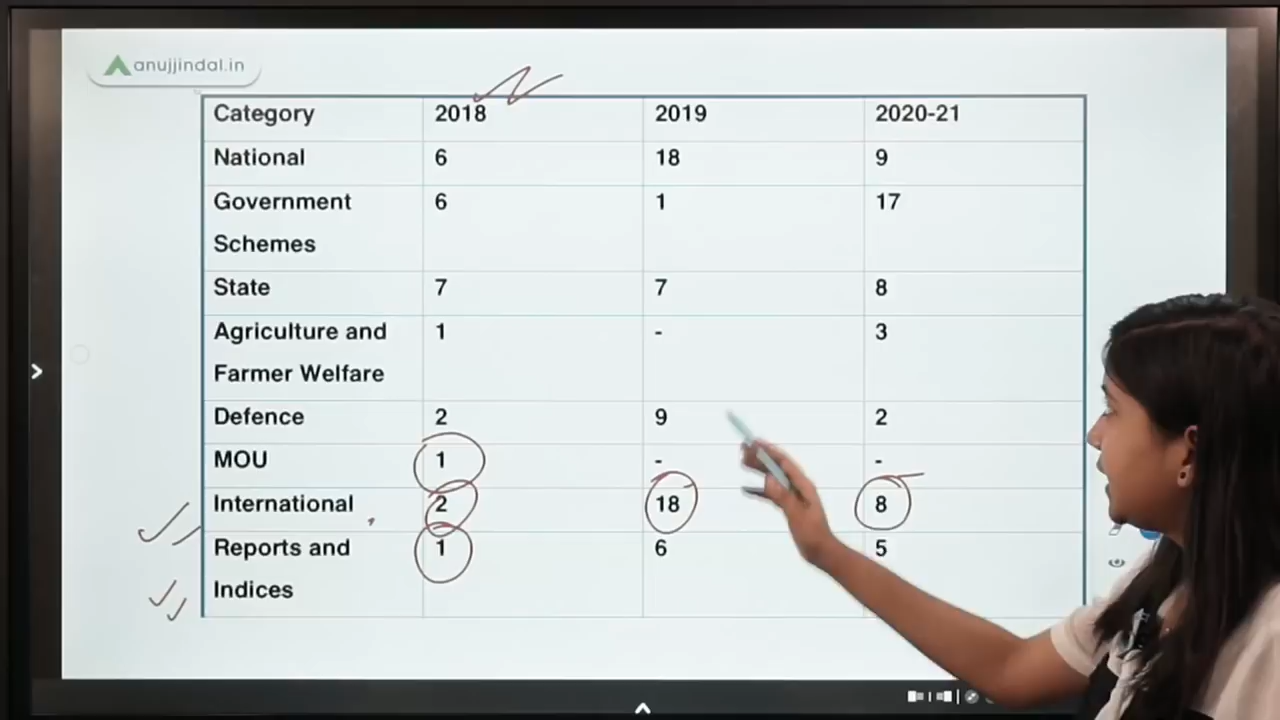 anujjindal.in
Category 2018 2019 2020-21
National 6 18 9
Government 6 1 17
Schemes
State 7 7 8
Agriculture and 1 - 3
Farmer Welfare
Defence 2 9 2
MOU 1 - -
International 2 18 8
Reports and 1 6 5
Indices